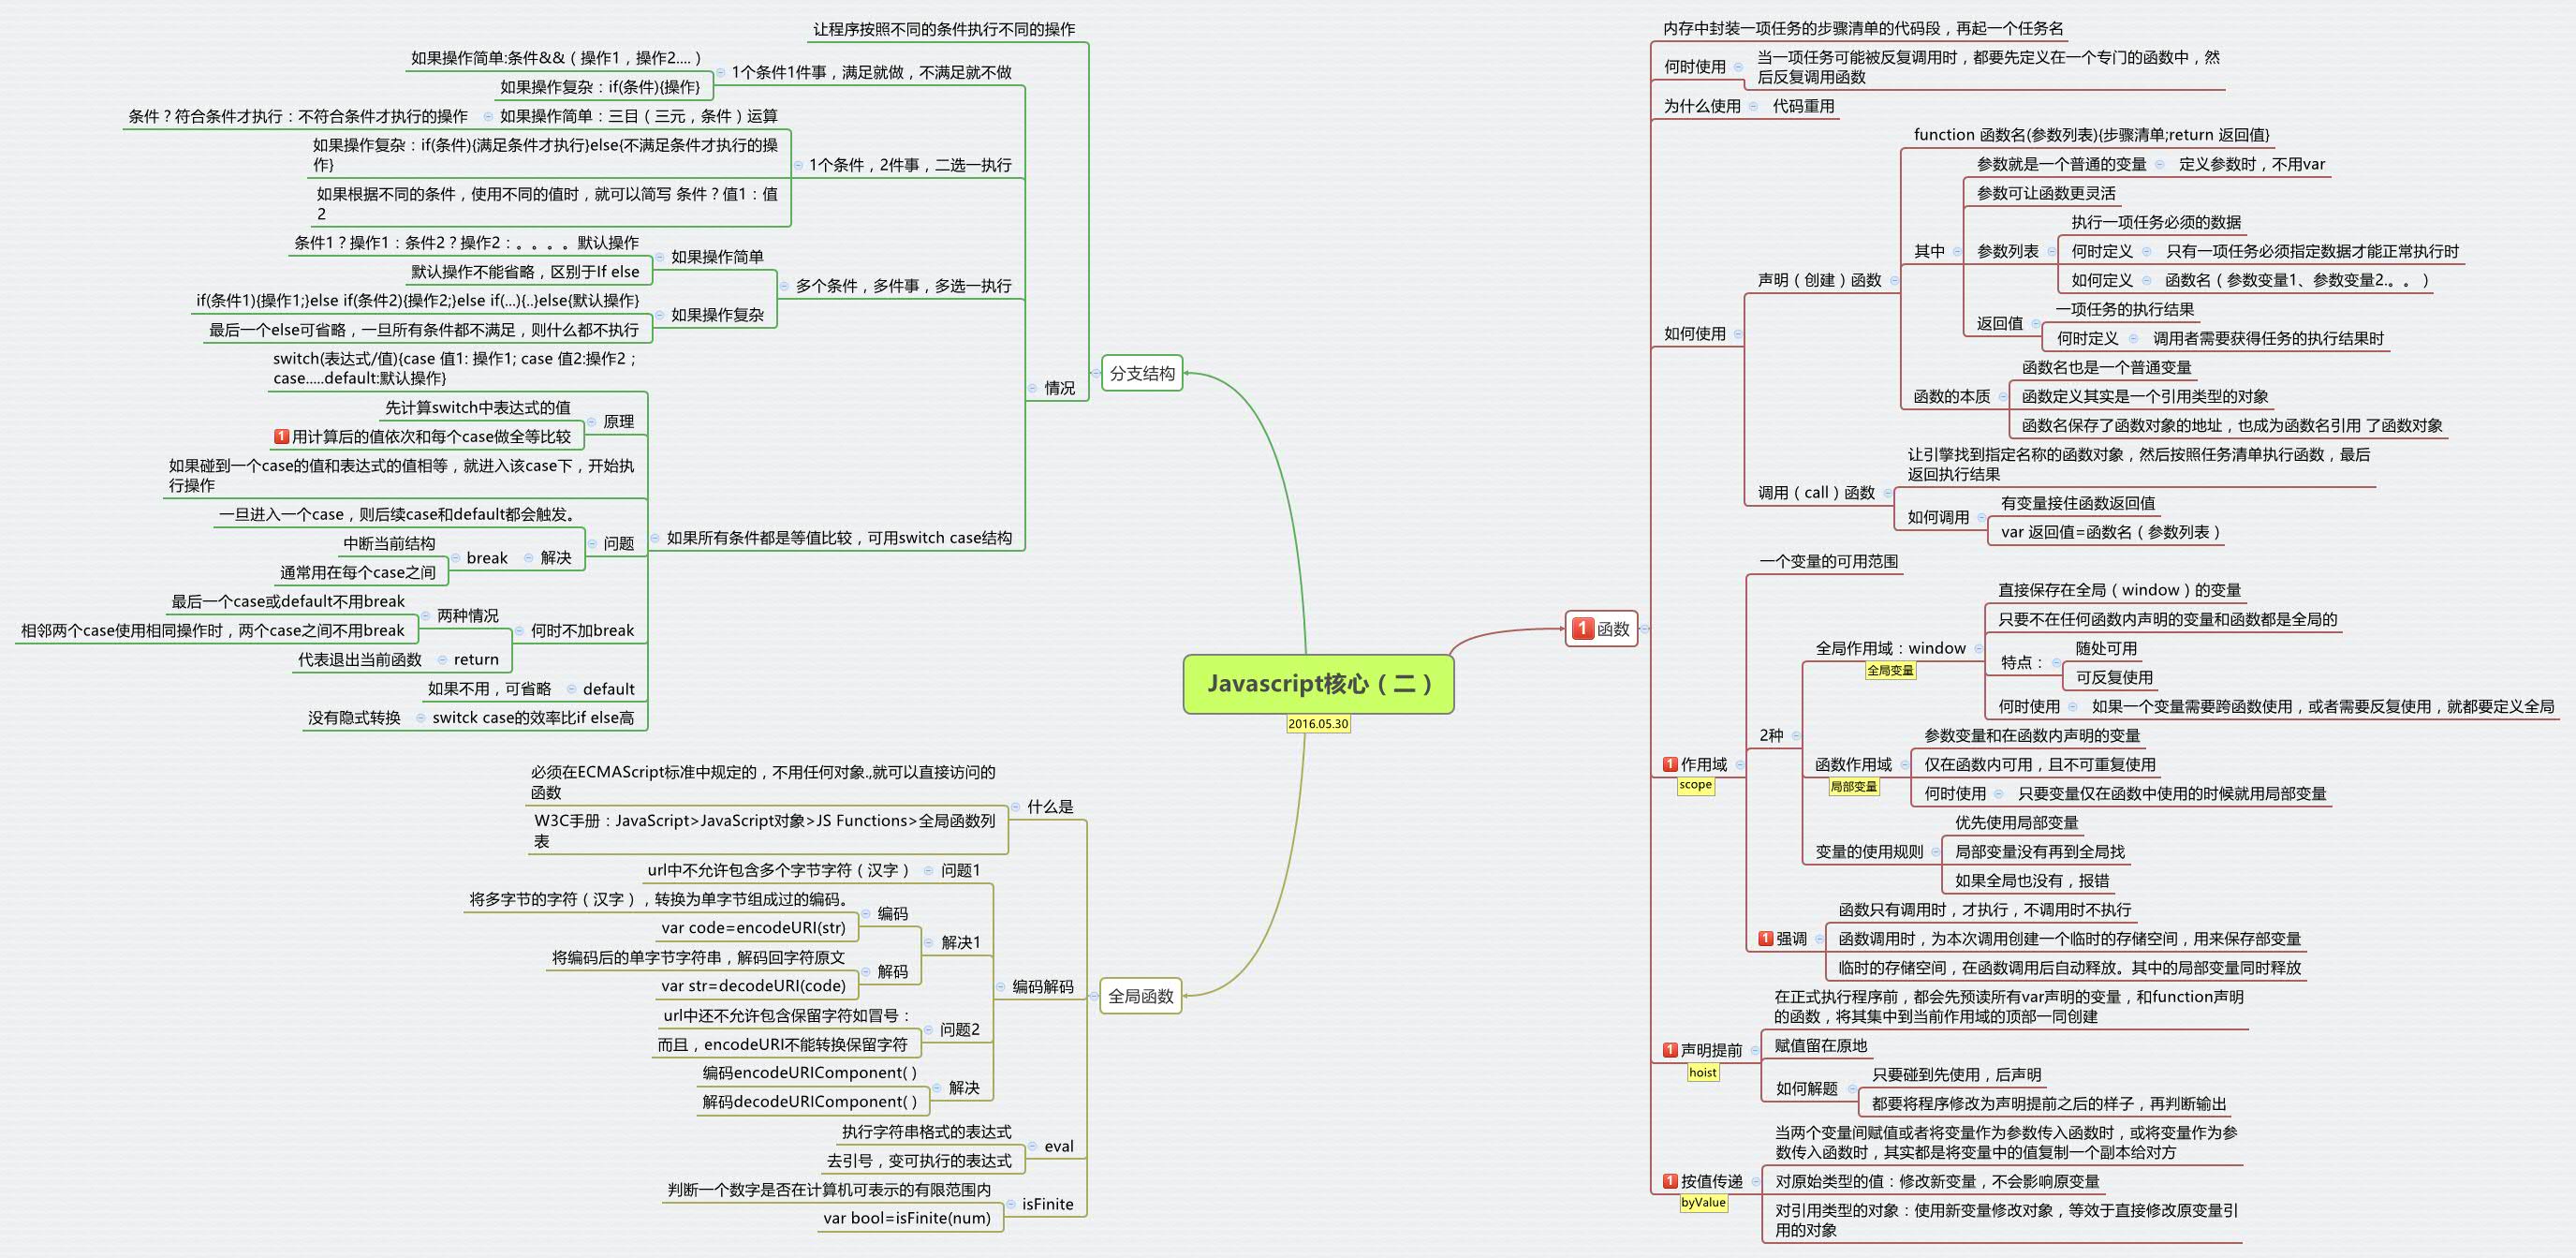 Javascript核心（二）
2016.05.30
分支结构
让程序按照不同的条件执行不同的操作
情况
1个条件1件事，满足就做，不满足就不做
如果操作简单:条件&&（操作1，操作2....）
如果操作复杂：if(条件){操作}
1个条件，2件事，二选一执行
如果操作简单：三目（三元，条件）运算
条件？符合条件才执行：不符合条件才执行的操作
如果操作复杂：if(条件){满足条件才执行}else{不满足条件才执行的操
作}
如果根据不同的条件，使用不同的值时，就可以简写 条件？值1：值
2
多个条件，多件事，多选一执行
如果操作简单
条件1？操作1：条件2？操作2：。。。。默认操作
默认操作不能省略，区别于If else
如果操作复杂
if(条件1){操作1;}else if(条件2){操作2;}else if(...){..}else{默认操作}
最后一个else可省略，一旦所有条件都不满足，则什么都不执行
如果所有条件都是等值比较，可用switch case结构
switch(表达式/值){case 值1: 操作1; case 值2:操作2；
case.....default:默认操作}
原理
先计算switch中表达式的值
1 用计算后的值依次和每个case做全等比较
如果碰到一个case的值和表达式的值相等，就进入该case下，开始执
行操作
问题
一旦进入一个case，则后续case和default都会触发。
解决
break
中断当前结构
通常用在每个case之间
何时不加break
两种情况
最后一个case或default不用break
相邻两个case使用相同操作时，两个case之间不用break
return
代表退出当前函数
default
如果不用，可省略
switck case的效率比if else高
没有隐式转换
全局函数
什么是
必须在ECMAScript标准中规定的，不用任何对象.,就可以直接访问的
函数
W3C手册：JavaScript>JavaScript对象>JS Functions>全局函数列
表
编码解码
问题1
url中不允许包含多个字节字符（汉字）
解决1
编码
将多字节的字符（汉字），转换为单字节组成过的编码。
var code=encodeURI(str)
解码
将编码后的单字节字符串，解码回字符原文
var str=decodeURI(code)
问题2
url中还不允许包含保留字符如冒号：
而且，encodeURI不能转换保留字符
解决
编码encodeURIComponent( )
解码decodeURIComponent( )
eval
执行字符串格式的表达式
去引号，变可执行的表达式
isFinite
判断一个数字是否在计算机可表示的有限范围内
var bool=isFinite(num)
1 函数
内存中封装一项任务的步骤清单的代码段，再起一个任务名
何时使用
当一项任务可能被反复调用时，都要先定义在一个专门的函数中，然
后反复调用函数
为什么使用
代码重用
如何使用
声明（创建）函数
function 函数名(参数列表){步骤清单;return 返回值}
其中
参数就是一个普通的变量
定义参数时，不用var
参数可让函数更灵活
参数列表
执行一项任务必须的数据
何时定义
只有一项任务必须指定数据才能正常执行时
如何定义
函数名（参数变量1、参数变量2.。。）
返回值
一项任务的执行结果
何时定义
调用者需要获得任务的执行结果时
函数的本质
函数名也是一个普通变量
函数定义其实是一个引用类型的对象
函数名保存了函数对象的地址，也成为函数名引用 了函数对象
调用（call）函数
让引擎找到指定名称的函数对象，然后按照任务清单执行函数，最后
返回执行结果
如何调用
有变量接住函数返回值
var 返回值=函数名（参数列表）
1 作用域
scope
一个变量的可用范围
2种
全局作用域：window
全局变量
直接保存在全局（window）的变量
只要不在任何函数内声明的变量和函数都是全局的
特点：
随处可用
可反复使用
何时使用
如果一个变量需要跨函数使用，或者需要反复使用，就都要定义全局
函数作用域
局部变量
参数变量和在函数内声明的变量
仅在函数内可用，且不可重复使用
何时使用
只要变量仅在函数中使用的时候就用局部变量
变量的使用规则
优先使用局部变量
局部变量没有再到全局找
如果全局也没有，报错
1 强调
函数只有调用时，才执行，不调用时不执行
函数调用时，为本次调用创建一个临时的存储空间，用来保存部变量
临时的存储空间，在函数调用后自动释放。其中的局部变量同时释放
1 声明提前
hoist
在正式执行程序前，都会先预读所有var声明的变量，和function声明
的函数，将其集中到当前作用域的顶部一同创建
赋值留在原地
如何解题
只要碰到先使用，后声明
都要将程序修改为声明提前之后的样子，再判断输出
1 按值传递
byValue
当两个变量间赋值或者将变量作为参数传入函数时，或将变量作为参
数传入函数时，其实都是将变量中的值复制一个副本给对方
对原始类型的值：修改新变量，不会影响原变量
对引用类型的对象：使用新变量修改对象，等效于直接修改原变量引
用的对象